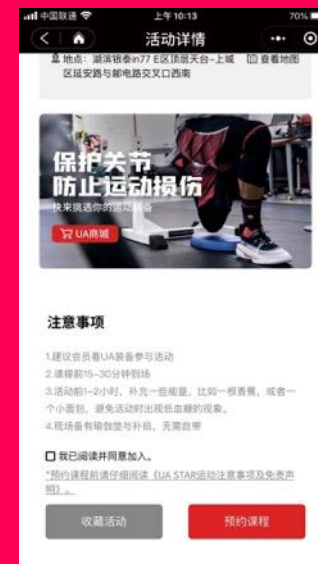 中国联通
上午10:13
70%
活动详情
地点：湖滨银泰in77 E区顶层天台-上城
区延安路与邮电路交叉口西南
查看地图
保护关节
防止运动损伤
快来挑选你的运动装备
UA商城
注意事项
1.建议会员着UA装备参与活动
2.请提前15-30分钟到场
3.活动前1-2小时，补充一些能量，比如一根香蕉，或者一
个小面包，避免活动时出现低血糖的现象。
4.现场备有瑜伽垫与补给，无需自带
我已阅读并同意加入。
*预约课程前请仔细阅读《UA STAR运动注意事项及免责声
明》。
收藏活动
预约课程